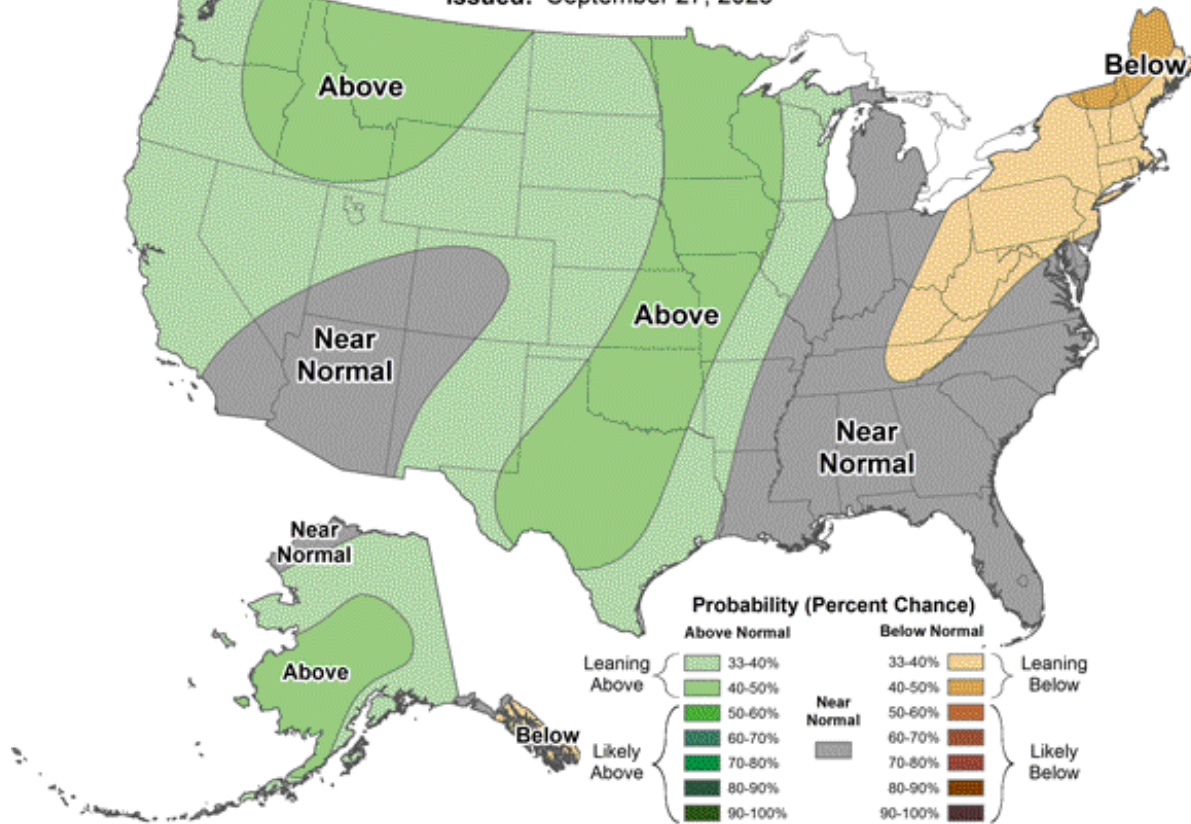 Issued: September 27, 2023
Above
Below
Above
Near
Normal
Near
Normal
Near
Normal
Above
Below
Probability (Percent Chance)
Above Normal
Below Normal
Leaning
Above
33-40%
40-50%
50-60%
60-70%
70-80%
80-90%
90-100%
Likely
Above
Near
Normal
33-40%
40-50%
50-60%
60-70%
70-80%
80-90%
90-100%
Leaning
Below
Likely
Below